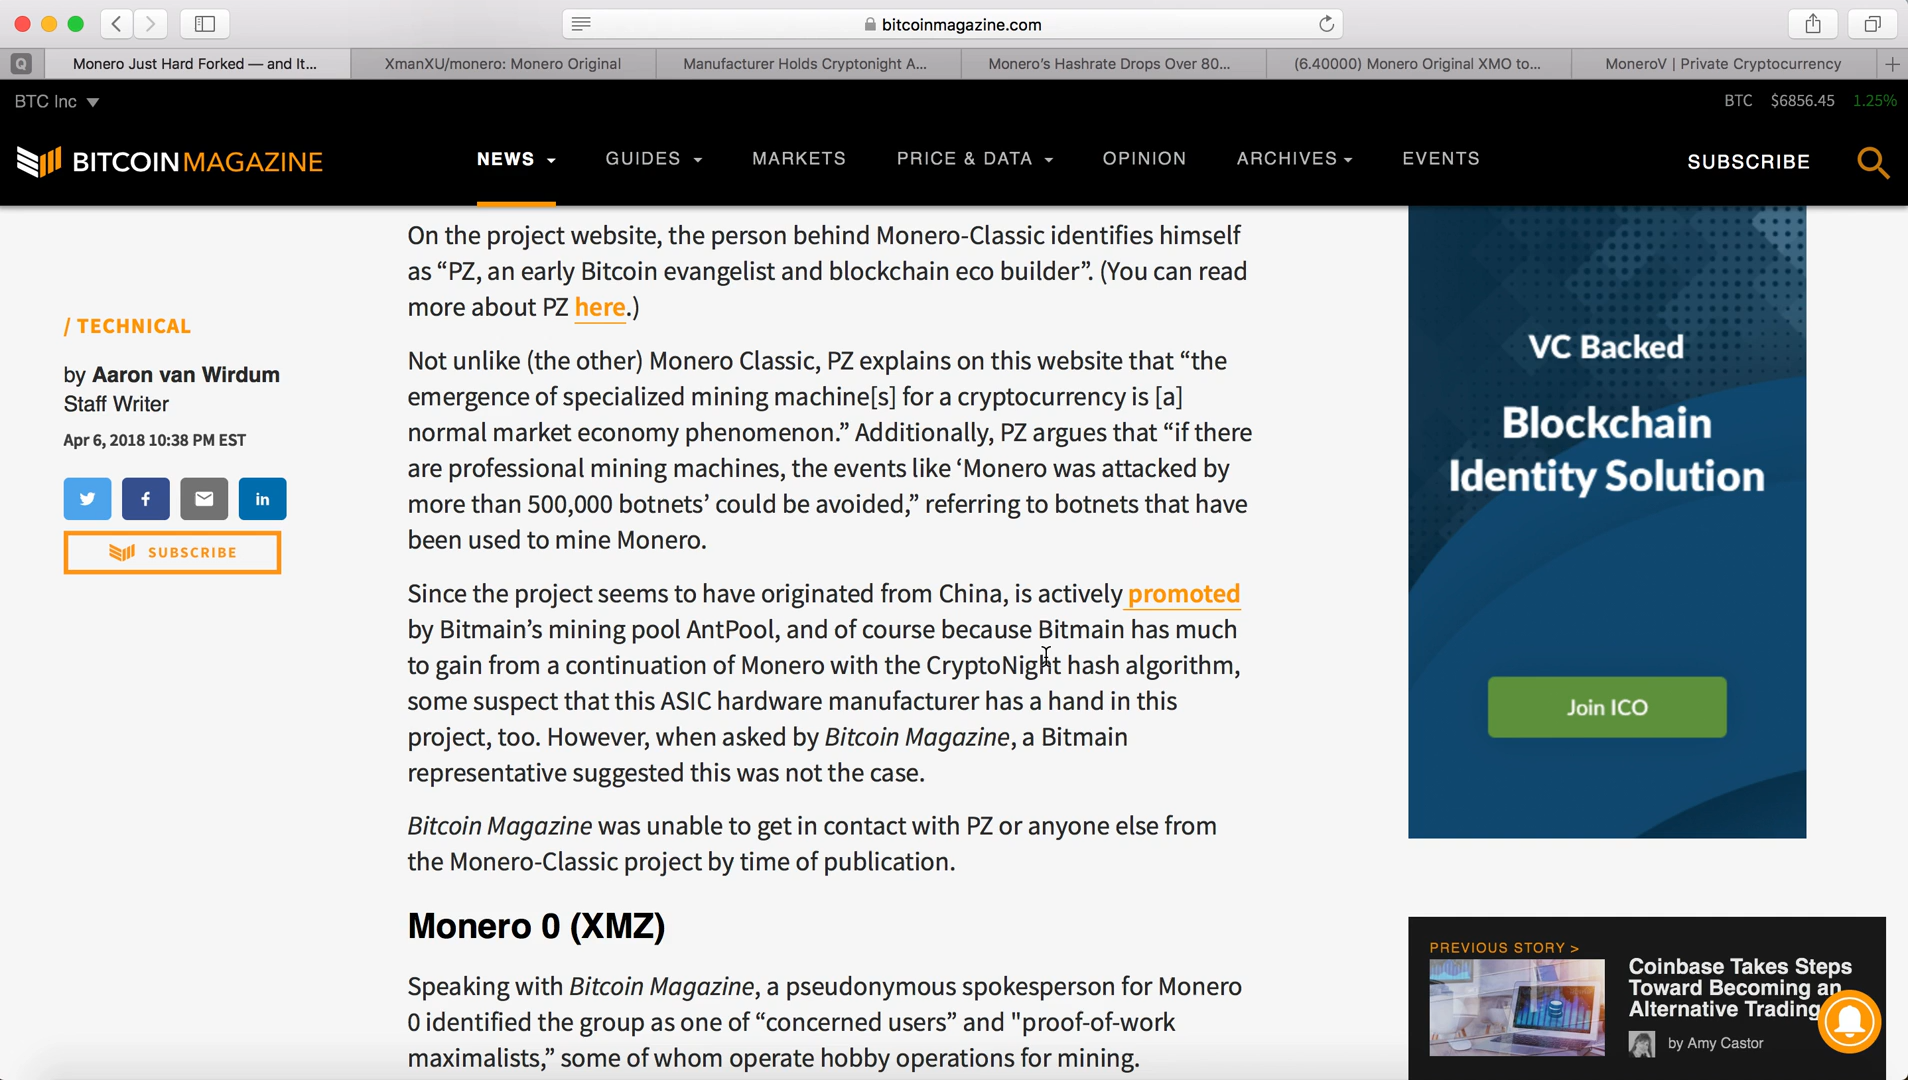 bitcoinmagazine.com
Q
Monero Just Hard Forked — and It...
XmanXU/monero: Monero Original
Manufacturer Holds Cryptonight A...
Monero's Hashrate Drops Over 80...
(6.40000) Monero Original XMO to...
MoneroV | Private Cryptocurrency
BTC Inc
BTC $6856.45 1.25%
BITCOINMAGAZINE
NEWS
GUIDES
MARKETS
PRICE & DATA
OPINION
ARCHIVES
EVENTS
SUBSCRIBE
/ TECHNICAL
by Aaron van Wirdum
Staff Writer
Apr 6, 2018 10:38 PM EST
f
in
SUBSCRIBE
On the project website, the person behind Monero-Classic identifies himself
as “PZ, an early Bitcoin evangelist and blockchain eco builder”. (You can read
more about PZ here.)
Not unlike (the other) Monero Classic, PZ explains on this website that “the
emergence of specialized mining machine[s] for a cryptocurrency is [a]
normal market economy phenomenon.” Additionally, PZ argues that “if there
are professional mining machines, the events like ‘Monero was attacked by
more than 500,000 botnets’ could be avoided,” referring to botnets that have
been used to mine Monero.
Since the project seems to have originated from China, is actively promoted
by Bitmain’s mining pool AntPool, and of course because Bitmain has much
to gain from a continuation of Monero with the CryptoNight hash algorithm,
some suspect that this ASIC hardware manufacturer has a hand in this
project, too. However, when asked by Bitcoin Magazine, a Bitmain
representative suggested this was not the case.
Bitcoin Magazine was unable to get in contact with PZ or anyone else from
the Monero-Classic project by time of publication.
Monero 0 (XMZ)
Speaking with Bitcoin Magazine, a pseudonymous spokesperson for Monero
0 identified the group as one of “concerned users” and "proof-of-work
maximalists,” some of whom operate hobby operations for mining.
VC Backed
Blockchain
Identity Solution
Join ICO
PREVIOUS STORY >
Coinbase Takes Steps
Toward Becoming an
Alternative Trading
by Amy Castor